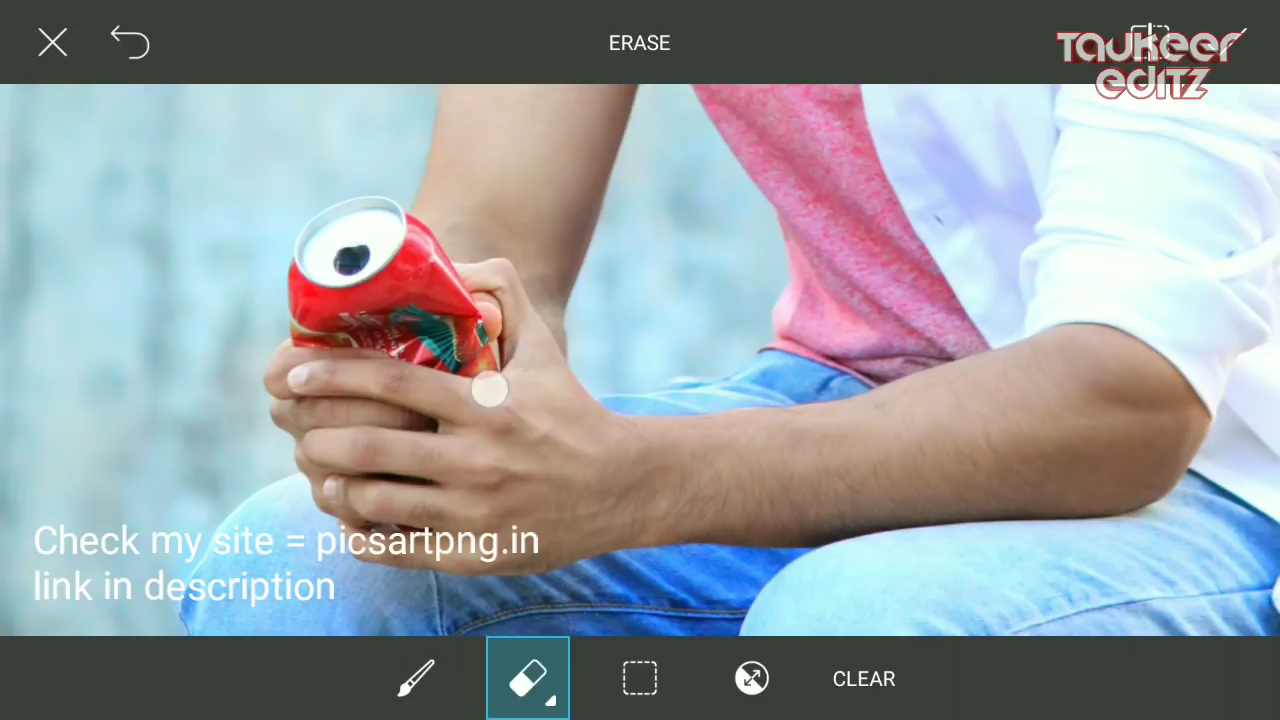 ERASE
Taukeer
editz
Check my site = picsartpng.in
link in description
CLEAR